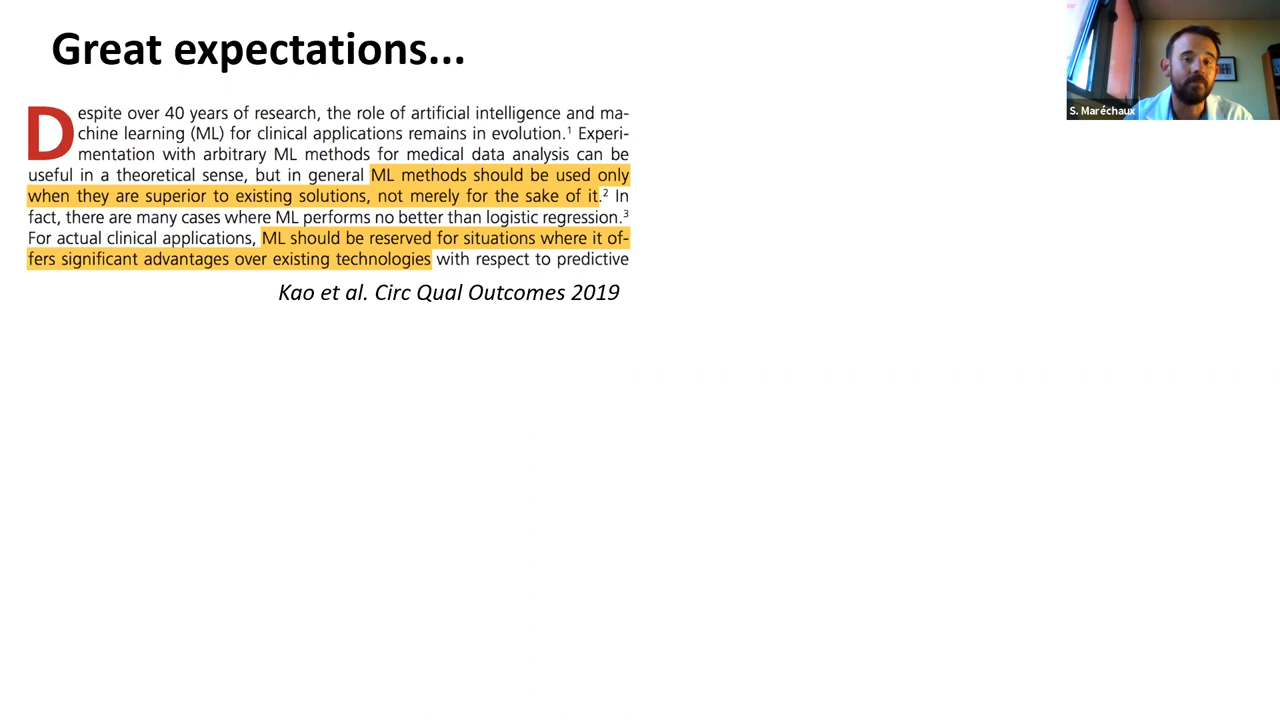 Great expectations...
S. Maréchaux
Despite over 40 years of research, the role of artificial intelligence and ma-
chine learning (ML) for clinical applications remains in evolution.¹ Experi-
mentation with arbitrary ML methods for medical data analysis can be
useful in a theoretical sense, but in general ML methods should be used only
when they are superior to existing solutions, not merely for the sake of it.² In
fact, there are many cases where ML performs no better than logistic regression.³
For actual clinical applications, ML should be reserved for situations where it of-
fers significant advantages over existing technologies with respect to predictive
Kao et al. Circ Qual Outcomes 2019